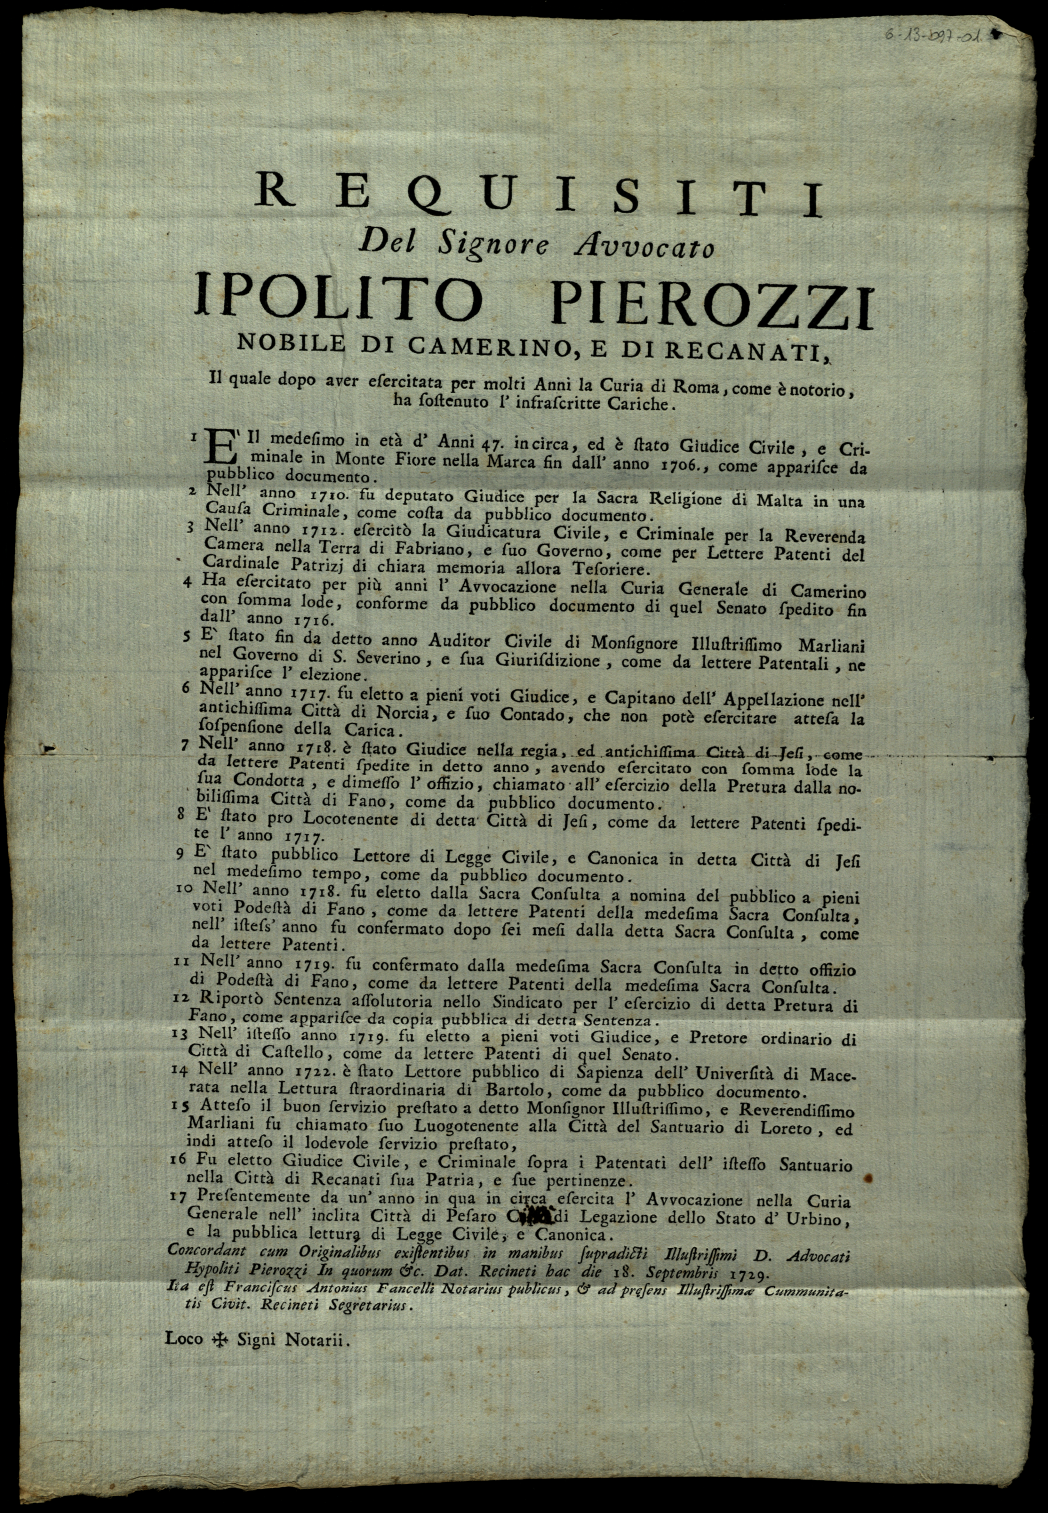 6-13-097-01
REQUISITI
Del Signore Avvocato
IPOLITO PIEROZZI
NOBILE DI CAMERINO, E DI RECANATI,
Il quale dopo aver eſercitata per molti Anni la Curia di Roma, come è notorio,
ha ſoſtenuto l' infraſcritte Cariche.
1 E' Il medeſimo in età d' Anni 47. in circa, ed è ſtato Giudice Civile, e Cri-
minale in Monte Fiore nella Marca fin dall' anno 1706., come appariſce da
pubblico documento.
2 Nell' anno 1710. fu deputato Giudice per la Sacra Religione di Malta in una
Cauſa Criminale, come coſta da pubblico documento.
3 Nell' anno 1712. eſercitò la Giudicatura Civile, e Criminale per la Reverenda
Camera nella Terra di Fabriano, e ſuo Governo, come per Lettere Patenti del
Cardinale Patrizj di chiara memoria allora Teſoriere.
4 Ha eſercitato per più anni l' Avvocazione nella Curia Generale di Camerino
con ſomma lode, conforme da pubblico documento di quel Senato ſpedito fin
dall' anno 1716.
5 E' ſtato fin da detto anno Auditor Civile di Monſignore Illuſtriſſimo Marliani
nel Governo di S. Severino, e ſua Giuriſdizione, come da lettere Patentali, ne
appariſce l' elezione.
6 Nell' anno 1717. fu eletto a pieni voti Giudice, e Capitano dell' Appellazione nell'
antichiſſima Città di Norcia, e ſuo Contado, che non potè eſercitare atteſa la
ſoſpenſione della Carica.
7 Nell' anno 1718. è ſtato Giudice nella regia, ed antichiſſima Città di Jeſi, come
da lettere Patenti ſpedite in detto anno, avendo eſercitato con ſomma lode la
ſua Condotta, e dimeſſo l' offizio, chiamato all' eſercizio della Pretura dalla no-
biliſſima Città di Fano, come da pubblico documento.
8 E' ſtato pro Locotenente di detta Città di Jeſi, come da lettere Patenti ſpedi-
te l' anno 1717.
9 E' ſtato pubblico Lettore di Legge Civile, e Canonica in detta Città di Jeſi
nel medeſimo tempo, come da pubblico documento.
10 Nell' anno 1718. fu eletto dalla Sacra Conſulta a nomina del pubblico a pieni
voti Podeſtà di Fano, come da lettere Patenti della medeſima Sacra Conſulta,
nell' iſteſs' anno fu confermato dopo ſei meſi dalla detta Sacra Conſulta, come
da lettere Patenti.
11 Nell' anno 1719. fu confermato dalla medeſima Sacra Conſulta in detto offizio
di Podeſtà di Fano, come da lettere Patenti della medeſima Sacra Conſulta.
12 Riportò Sentenza aſſolutoria nello Sindicato per l' eſercizio di detta Pretura di
Fano, come appariſce da copia pubblica di detta Sentenza.
13 Nell' iſteſſo anno 1719. fu eletto a pieni voti Giudice, e Pretore ordinario di
Città di Caſtello, come da lettere Patenti di quel Senato.
14 Nell' anno 1722. è ſtato Lettore pubblico di Sapienza dell' Univerſità di Mace-
rata nella Lettura ſtraordinaria di Bartolo, come da pubblico documento.
15 Atteſo il buon ſervizio preſtato a detto Monſignor Illuſtriſſimo, e Reverendiſſimo
Marliani fu chiamato ſuo Luogotenente alla Città del Santuario di Loreto, ed
indi atteſo il lodevole ſervizio preſtato,
16 Fu eletto Giudice Civile, e Criminale ſopra i Patentati dell' iſteſſo Santuario
nella Città di Recanati ſua Patria, e ſue pertinenze.
17 Preſentemente da un' anno in qua in circa eſercita l' Avvocazione nella Curia
Generale nell' inclita Città di Peſaro di Legazione dello Stato d' Urbino,
e la pubblica lettura di Legge Civile, e Canonica.
Concordant cum Originalibus exiſtentibus in manibus ſupradicti Illuſtriſſimi D. Advocati
Hypoliti Pierozzi In quorum &c. Dat. Recineti hac die 18. Septembris 1729.
Ita eſt Franciſcus Antonius Fancelli Notarius publicus, & ad pręſens Illuſtriſſimæ Cummunita-
tis Civit. Recineti Segretarius.
Loco ✠ Signi Notarii.